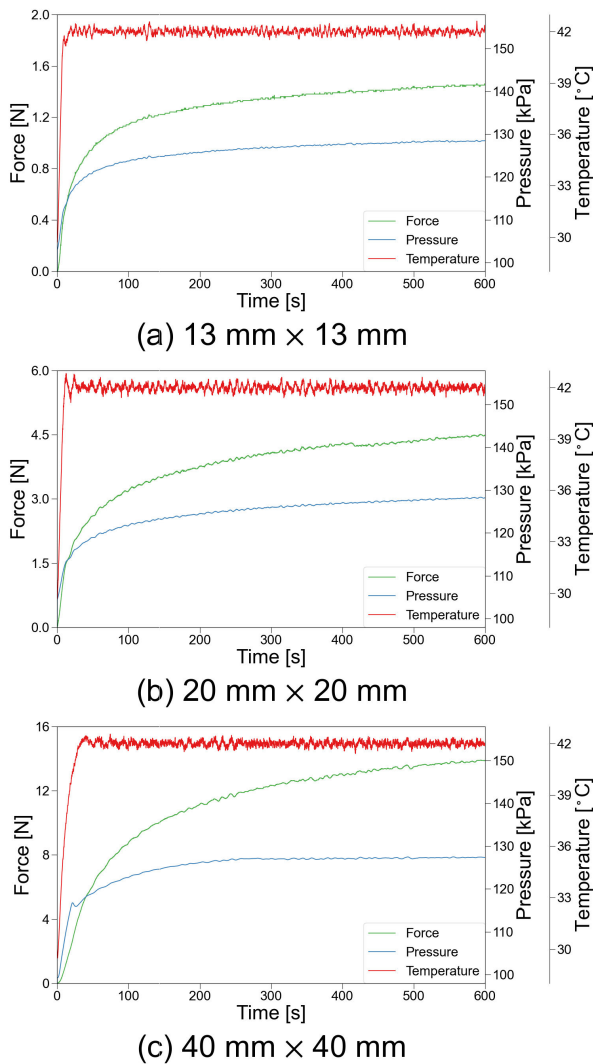 2.0
1.6
1.2
0.8
0.4
0.0
Force [N]
150
140
130
120
110
100
Pressure [kPa]
42
39
36
33
30
Temperature [°C]
Force
Pressure
Temperature
0 100 200 300 400 500 600
Time [s]
(a) 13 mm × 13 mm
6.0
4.5
3.0
1.5
0.0
Force [N]
150
140
130
120
110
100
Pressure [kPa]
42
39
36
33
30
Temperature [°C]
Force
Pressure
Temperature
0 100 200 300 400 500 600
Time [s]
(b) 20 mm × 20 mm
16
12
8
4
0
Force [N]
150
140
130
120
110
100
Pressure [kPa]
42
39
36
33
30
Temperature [°C]
Force
Pressure
Temperature
0 100 200 300 400 500 600
Time [s]
(c) 40 mm × 40 mm